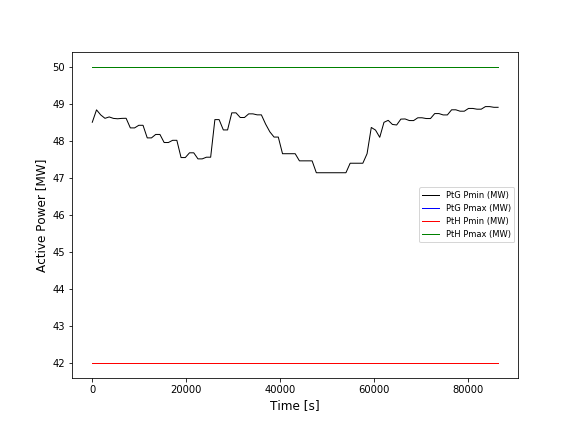 50
49
48
47
46
45
44
43
42
Active Power [MW]
PtG Pmin (MW)
PtG Pmax (MW)
PtH Pmin (MW)
PtH Pmax (MW)
0 20000 40000 60000 80000
Time [s]